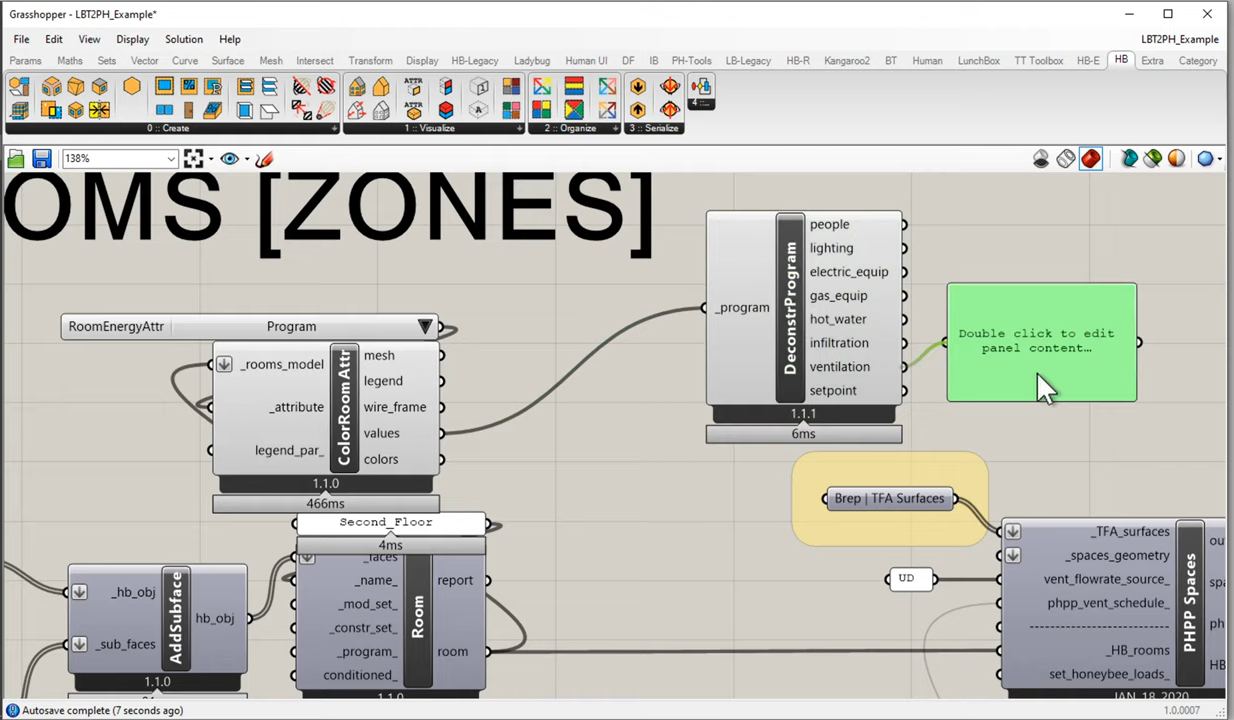 Grasshopper - LBT2PH_Example*
File Edit View Display Solution Help
LBT2PH_Example
Params Maths Sets Vector Curve Surface Mesh Intersect Transform Display HB-Legacy Ladybug Human UI DF IB PH-Tools LB-Legacy HB-R Kangaroo2 BT Human LunchBox TT Toolbox HB-E HB Extra Category
ATTR
ATTR
0 :: Create
1 :: Visualize
2 :: Organize
3 :: Serialize
4 ::
138%
OMS [ZONES]
RoomEnergyAttr Program
_rooms_model
_attribute
legend_par_
ColorRoomAttr
mesh
legend
wire_frame
values
colors
1.1.0
466ms
_program
DeconstrProgram
people
lighting
electric_equip
gas_equip
hot_water
infiltration
ventilation
setpoint
1.1.1
6ms
Double click to edit
panel content…
Second_Floor
4ms
_hb_obj
_sub_faces
AddSubface
hb_obj
1.1.0
_faces
_name_
_mod_set_
_constr_set_
_program_
conditioned_
Room
report
room
1.1.0
Brep | TFA Surfaces
UD
_TFA_surfaces
_spaces_geometry
vent_flowrate_source_
phpp_vent_schedule_
_HB_rooms
set_honeybee_loads_
PHPP Spaces
JAN_18_2020
Autosave complete (7 seconds ago)
1.0.0007